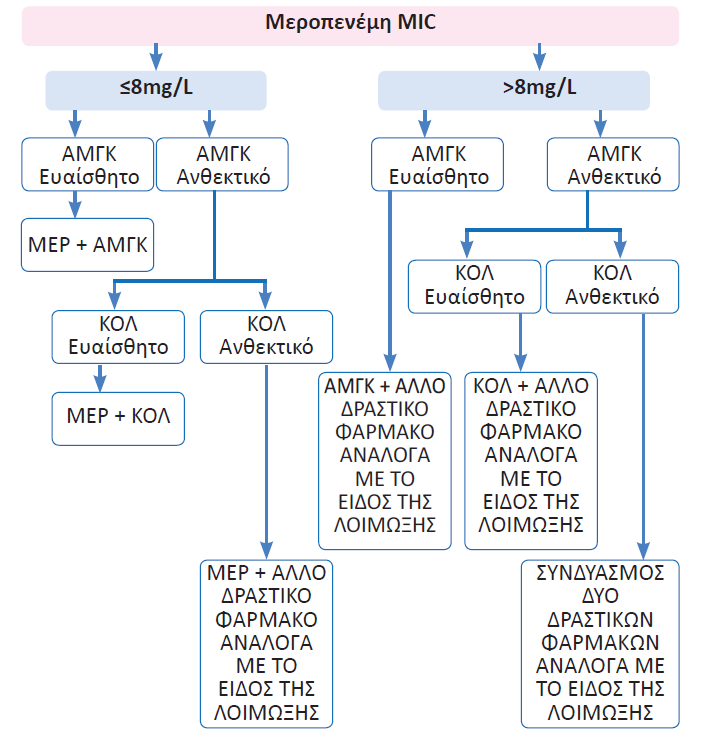 Μεροπενέμη MIC
≤8mg/L
>8mg/L
ΑΜΓΚ
Ευαίσθητο
ΑΜΓΚ
Ανθεκτικό
ΑΜΓΚ
Ευαίσθητο
ΑΜΓΚ
Ανθεκτικό
ΜΕΡ + ΑΜΓΚ
ΚΟΛ
Ευαίσθητο
ΚΟΛ
Ανθεκτικό
ΚΟΛ
Ευαίσθητο
ΚΟΛ
Ανθεκτικό
ΜΕΡ + ΚΟΛ
ΑΜΓΚ + ΑΛΛΟ
ΔΡΑΣΤΙΚΟ
ΦΑΡΜΑΚΟ
ΑΝΑΛΟΓΑ
ΜΕ ΤΟ
ΕΙΔΟΣ ΤΗΣ
ΛΟΙΜΩΞΗΣ
ΚΟΛ + ΑΛΛΟ
ΔΡΑΣΤΙΚΟ
ΦΑΡΜΑΚΟ
ΑΝΑΛΟΓΑ
ΜΕ ΤΟ
ΕΙΔΟΣ ΤΗΣ
ΛΟΙΜΩΞΗΣ
ΜΕΡ + ΑΛΛΟ
ΔΡΑΣΤΙΚΟ
ΦΑΡΜΑΚΟ
ΑΝΑΛΟΓΑ
ΜΕ ΤΟ
ΕΙΔΟΣ ΤΗΣ
ΛΟΙΜΩΞΗΣ
ΣΥΝΔΥΑΣΜΟΣ
ΔΥΟ
ΔΡΑΣΤΙΚΩΝ
ΦΑΡΜΑΚΩΝ
ΑΝΑΛΟΓΑ ΜΕ
ΤΟ ΕΙΔΟΣ ΤΗΣ
ΛΟΙΜΩΞΗΣ